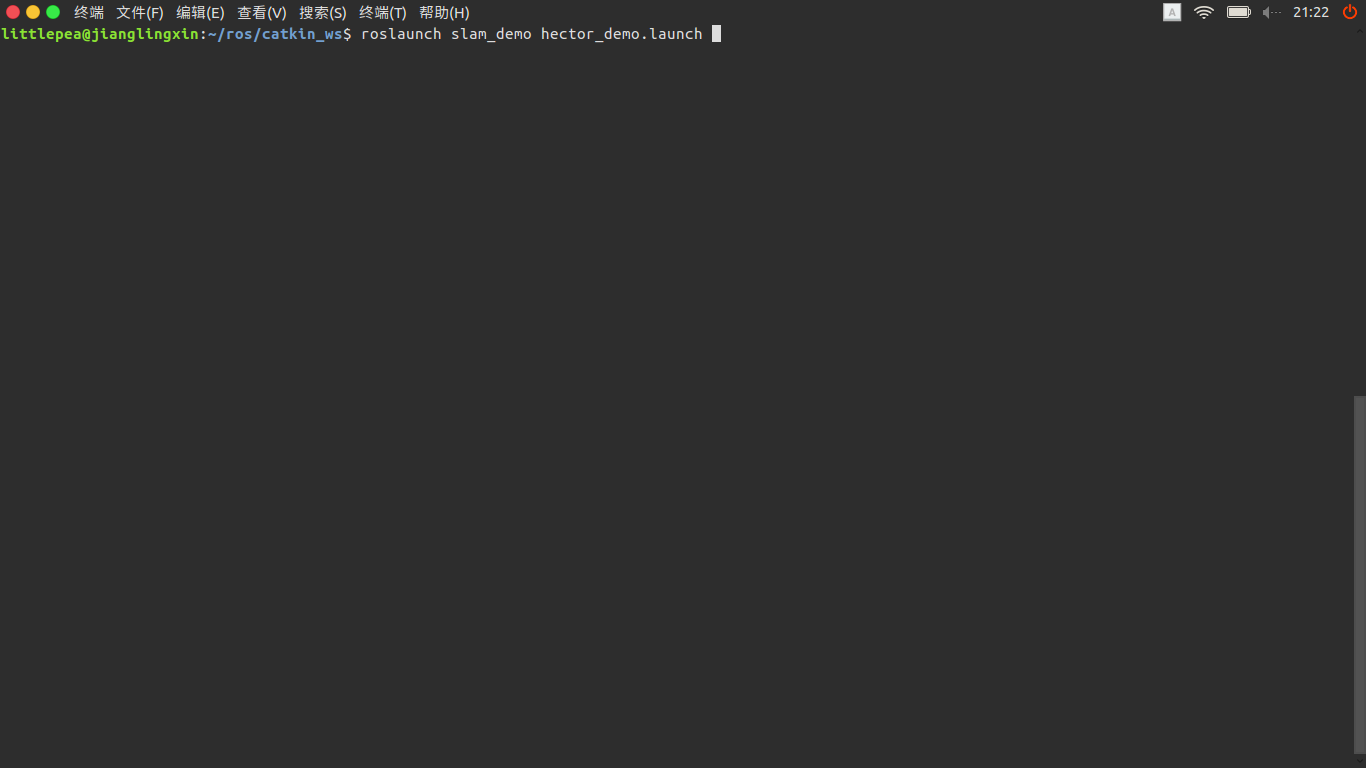 终端 文件(F) 编辑(E) 查看(V) 搜索(S) 终端(T) 帮助(H) A 21:22
littlepea@jianglingxin:~/ros/catkin_ws$ roslaunch slam_demo hector_demo.launch